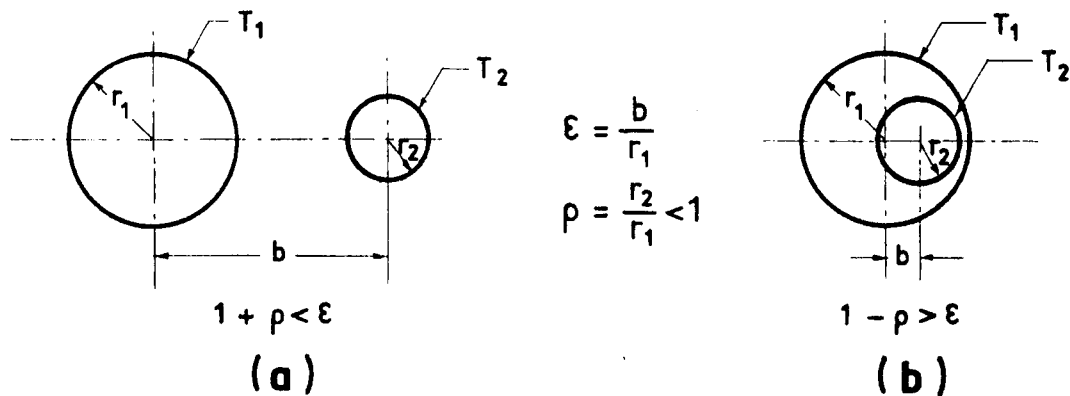 T₁
r₁
T₂
r₂
b
1 + ρ < ε
(a)
ε = b / r₁
ρ = r₂ / r₁ < 1
T₁
T₂
r₁
r₂
b
1 − ρ > ε
(b)